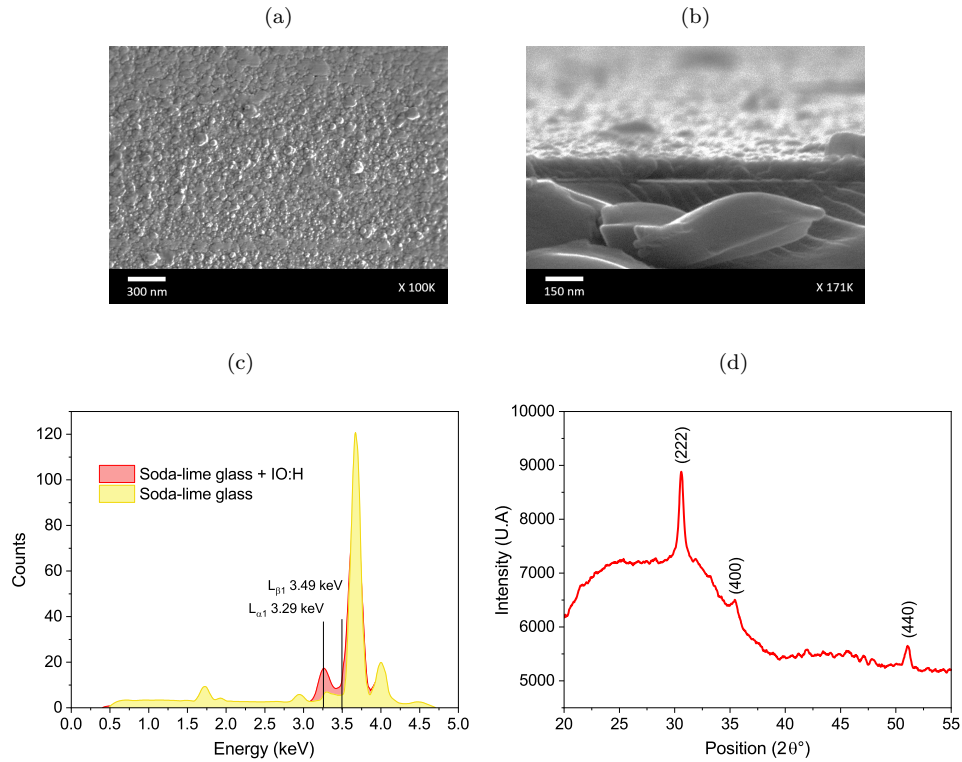 (a)
(b)
300 nm
X 100K
150 nm
X 171K
(c)
(d)
Counts
120
100
80
60
40
20
0
Soda-lime glass + IO:H
Soda-lime glass
Lβ1 3.49 keV
Lα1 3.29 keV
0.0 0.5 1.0 1.5 2.0 2.5 3.0 3.5 4.0 4.5 5.0
Energy (keV)
Intensity (U.A)
10000
9000
8000
7000
6000
5000
(222)
(400)
(440)
20 25 30 35 40 45 50 55
Position (2θ°)